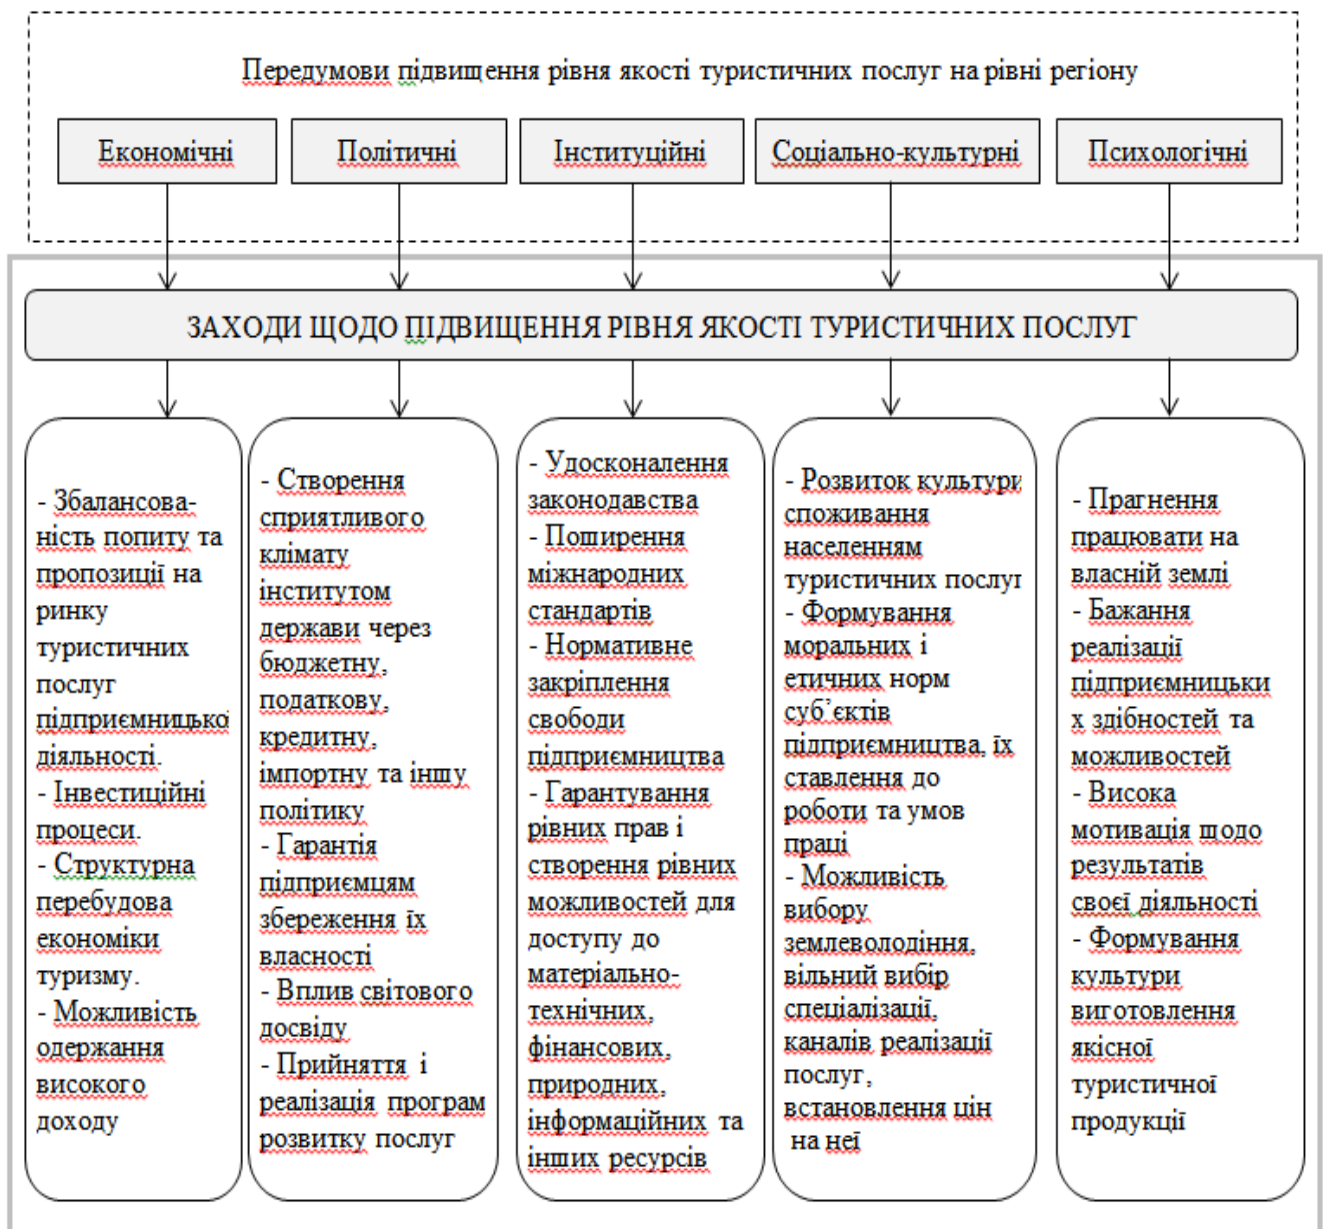 Передумови підвищення рівня якості туристичних послуг на рівні регіону
Економічні
Політичні
Інституційні
Соціально-культурні
Психологічні
ЗАХОДИ ЩОДО ПІДВИЩЕННЯ РІВНЯ ЯКОСТІ ТУРИСТИЧНИХ ПОСЛУГ
- Збалансова-
ність попиту та
пропозиції на
ринку
туристичних
послуг
підприємницької
діяльності.
- Інвестиційні
процеси.
- Структурна
перебудова
економіки
туризму.
- Можливість
одержання
високого
доходу
- Створення
сприятливого
клімату
інститутом
держави через
бюджетну,
податкову,
кредитну,
імпортну та іншу
політику
- Гарантія
підприємцям
збереження їх
власності
- Вплив світового
досвіду
- Прийняття і
реалізація програм
розвитку послуг
- Удосконалення
законодавства
- Поширення
міжнародних
стандартів
- Нормативне
закріплення
свободи
підприємництва
- Гарантування
рівних прав і
створення рівних
можливостей для
доступу до
матеріально-
технічних,
фінансових,
природних,
інформаційних та
інших ресурсів
- Розвиток культури
споживання
населенням
туристичних послуг
- Формування
моральних і
етичних норм
суб’єктів
підприємництва, їх
ставлення до
роботи та умов
праці
- Можливість
вибору
землеволодіння,
вільний вибір
спеціалізації,
каналів реалізації
послуг,
встановлення цін
на неї
- Прагнення
працювати на
власній землі
- Бажання
реалізації
підприємницьки
х здібностей та
можливостей
- Висока
мотивація щодо
результатів
своєї діяльності
- Формування
культури
виготовлення
якісної
туристичної
продукції